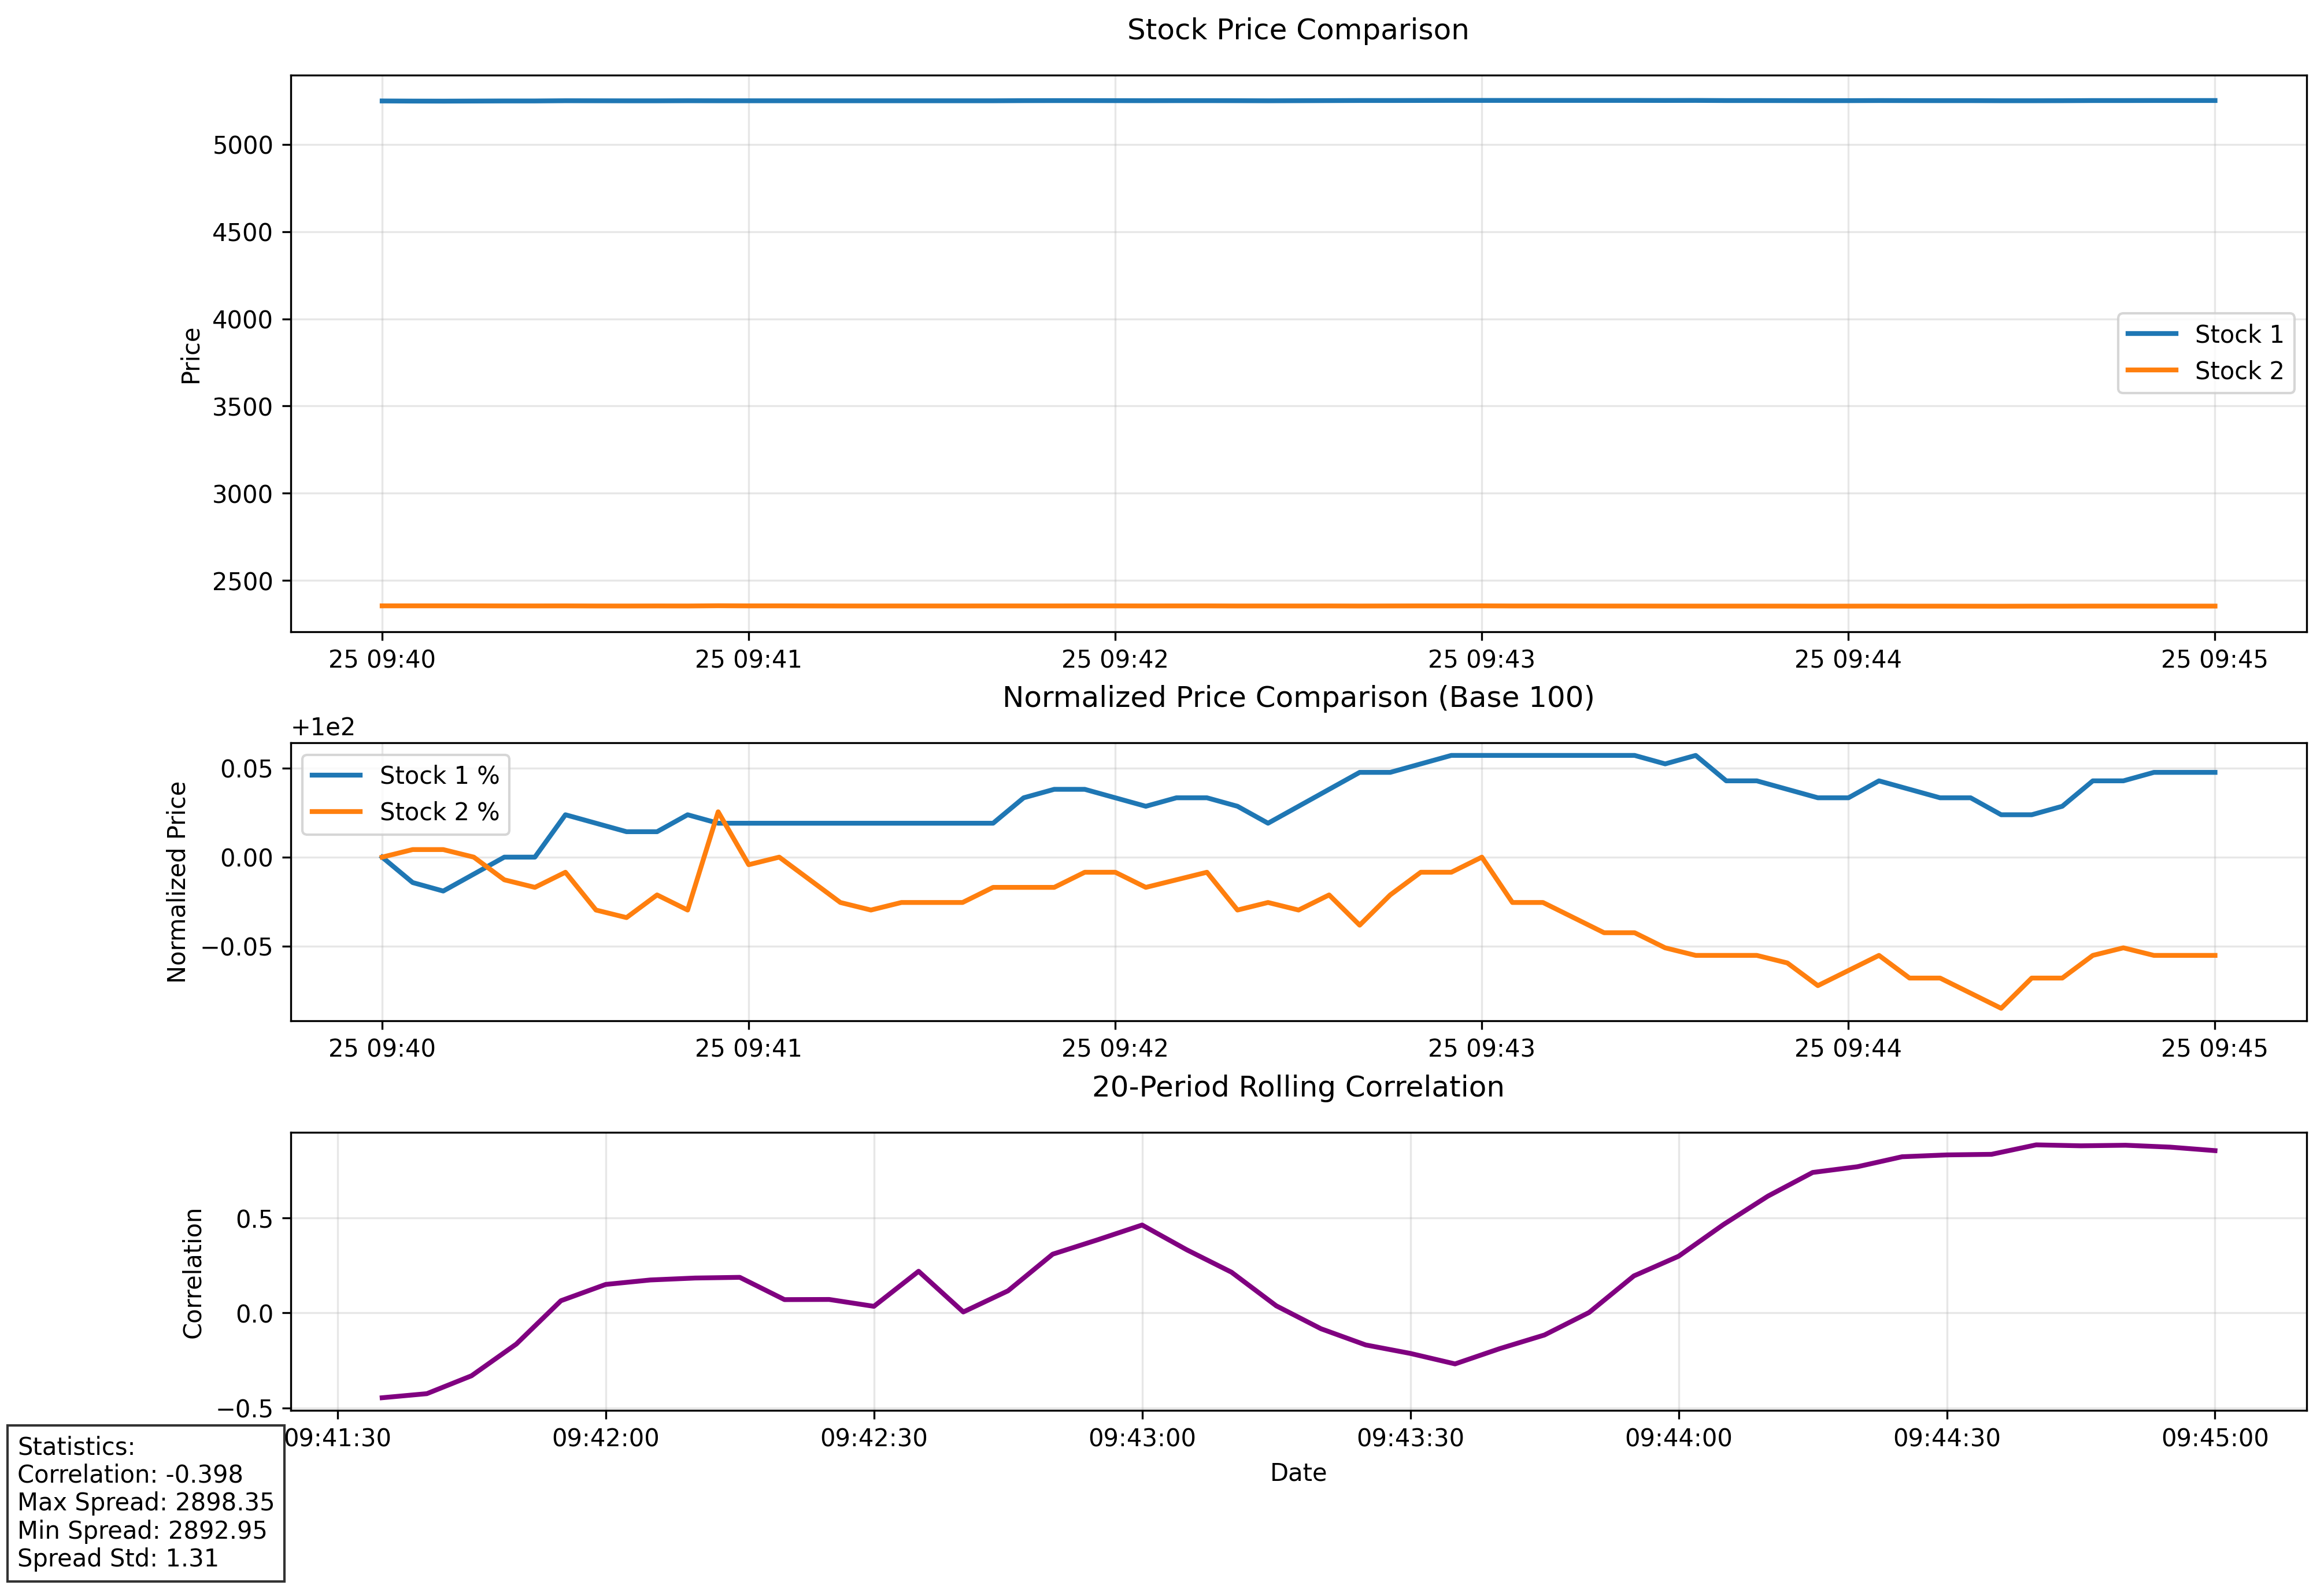 Stock Price Comparison
Price
5000
4500
4000
3500
3000
2500
Stock 1
Stock 2
25 09:40 25 09:41 25 09:42 25 09:43 25 09:44 25 09:45
Normalized Price Comparison (Base 100)
+1e2
Normalized Price
0.05
0.00
−0.05
Stock 1 %
Stock 2 %
25 09:40 25 09:41 25 09:42 25 09:43 25 09:44 25 09:45
20-Period Rolling Correlation
Correlation
0.5
0.0
−0.5
09:41:30 09:42:00 09:42:30 09:43:00 09:43:30 09:44:00 09:44:30 09:45:00
Date
Statistics:
Correlation: -0.398
Max Spread: 2898.35
Min Spread: 2892.95
Spread Std: 1.31